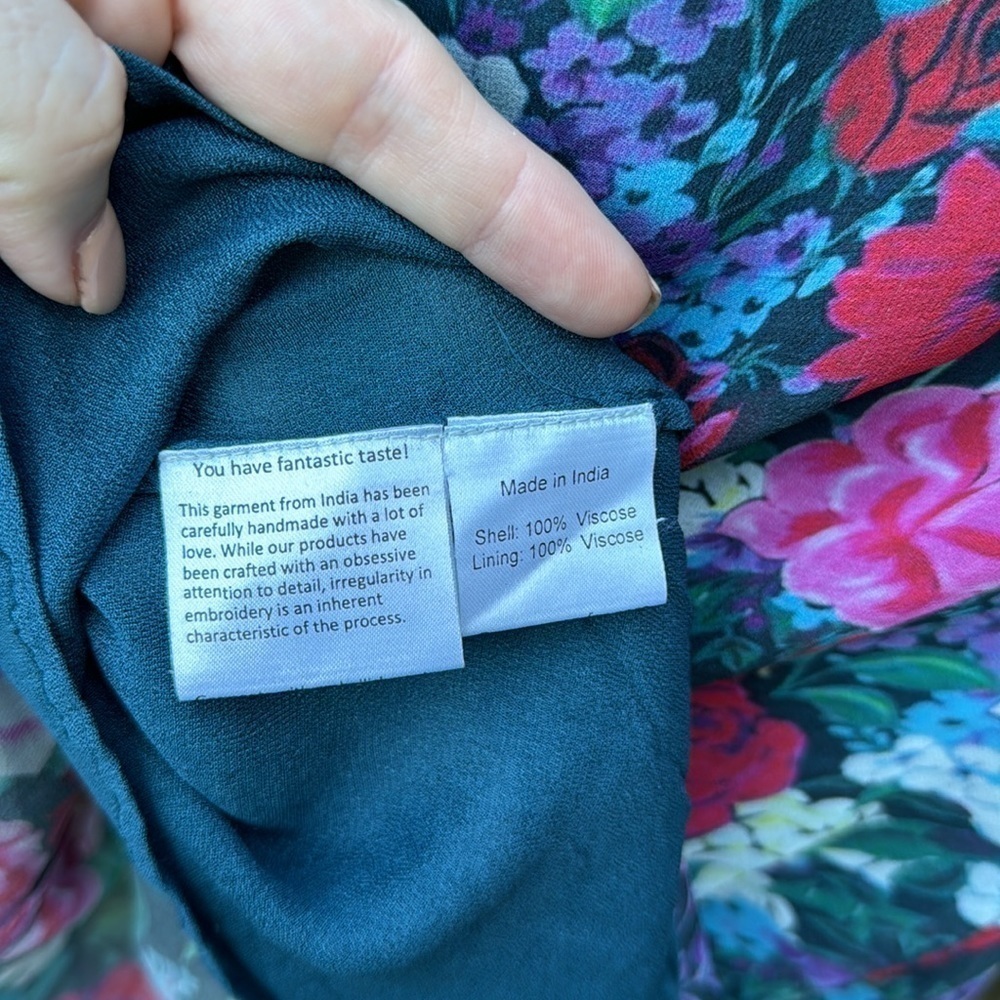 You have fantastic taste!
This garment from India has been
carefully handmade with a lot of
love. While our products have
been crafted with an obsessive
attention to detail, irregularity in
embroidery is an inherent
characteristic of the process.
Made in India
Shell: 100% Viscose
Lining: 100% Viscose